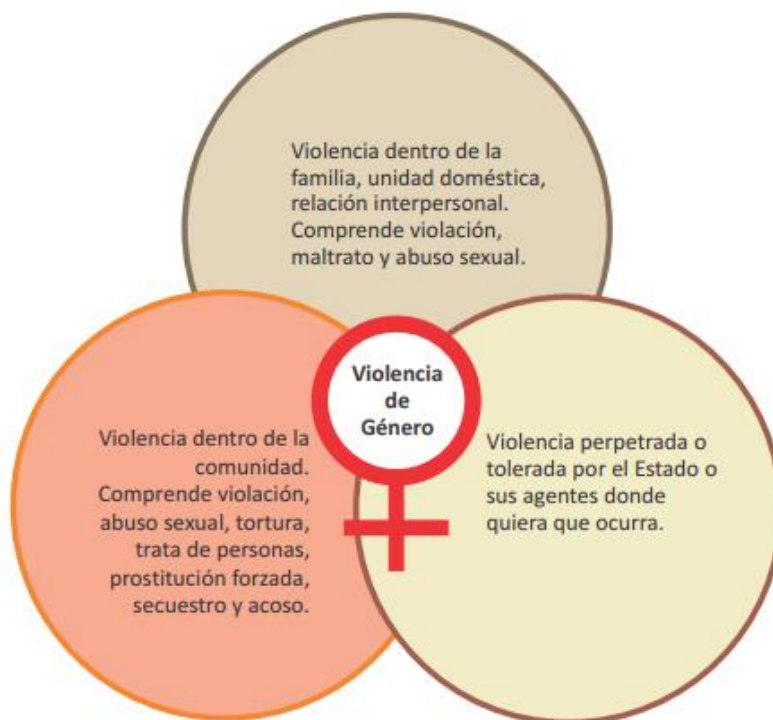 Violencia dentro de la
familia, unidad doméstica,
relación interpersonal.
Comprende violación,
maltrato y abuso sexual.
Violencia
de
Género
Violencia dentro de la
comunidad.
Comprende violación,
abuso sexual, tortura,
trata de personas,
prostitución forzada,
secuestro y acoso.
Violencia perpetrada o
tolerada por el Estado o
sus agentes donde
quiera que ocurra.